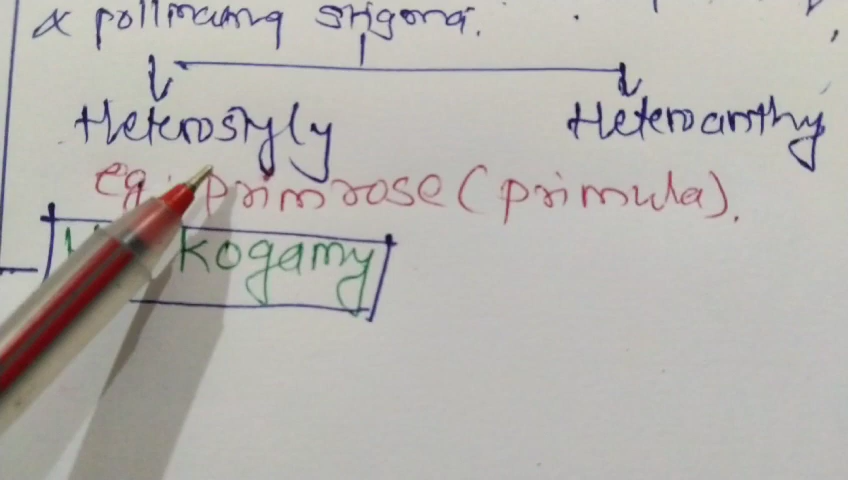 & pollinating stigma.
Heterostyly Heteroanthy
eg: primrose (primula).
kogamy